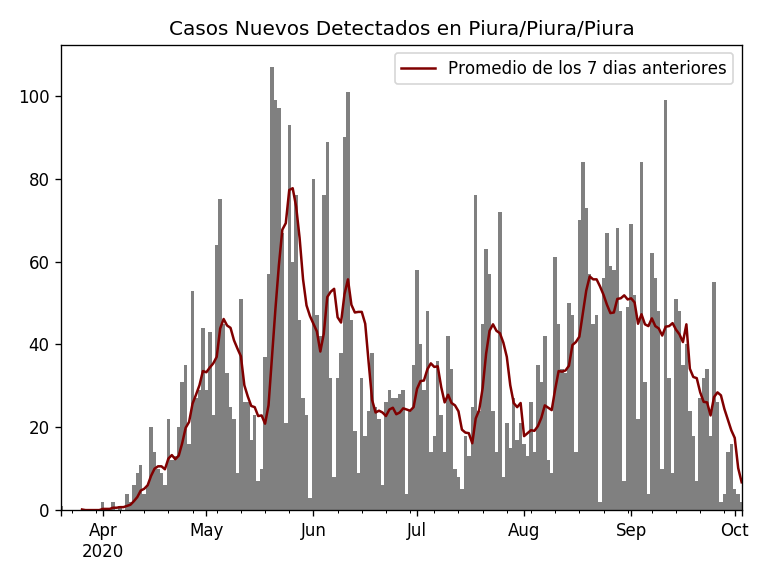 Casos Nuevos Detectados en Piura/Piura/Piura
Promedio de los 7 dias anteriores
100
80
60
40
20
0
Apr May Jun Jul Aug Sep Oct
2020